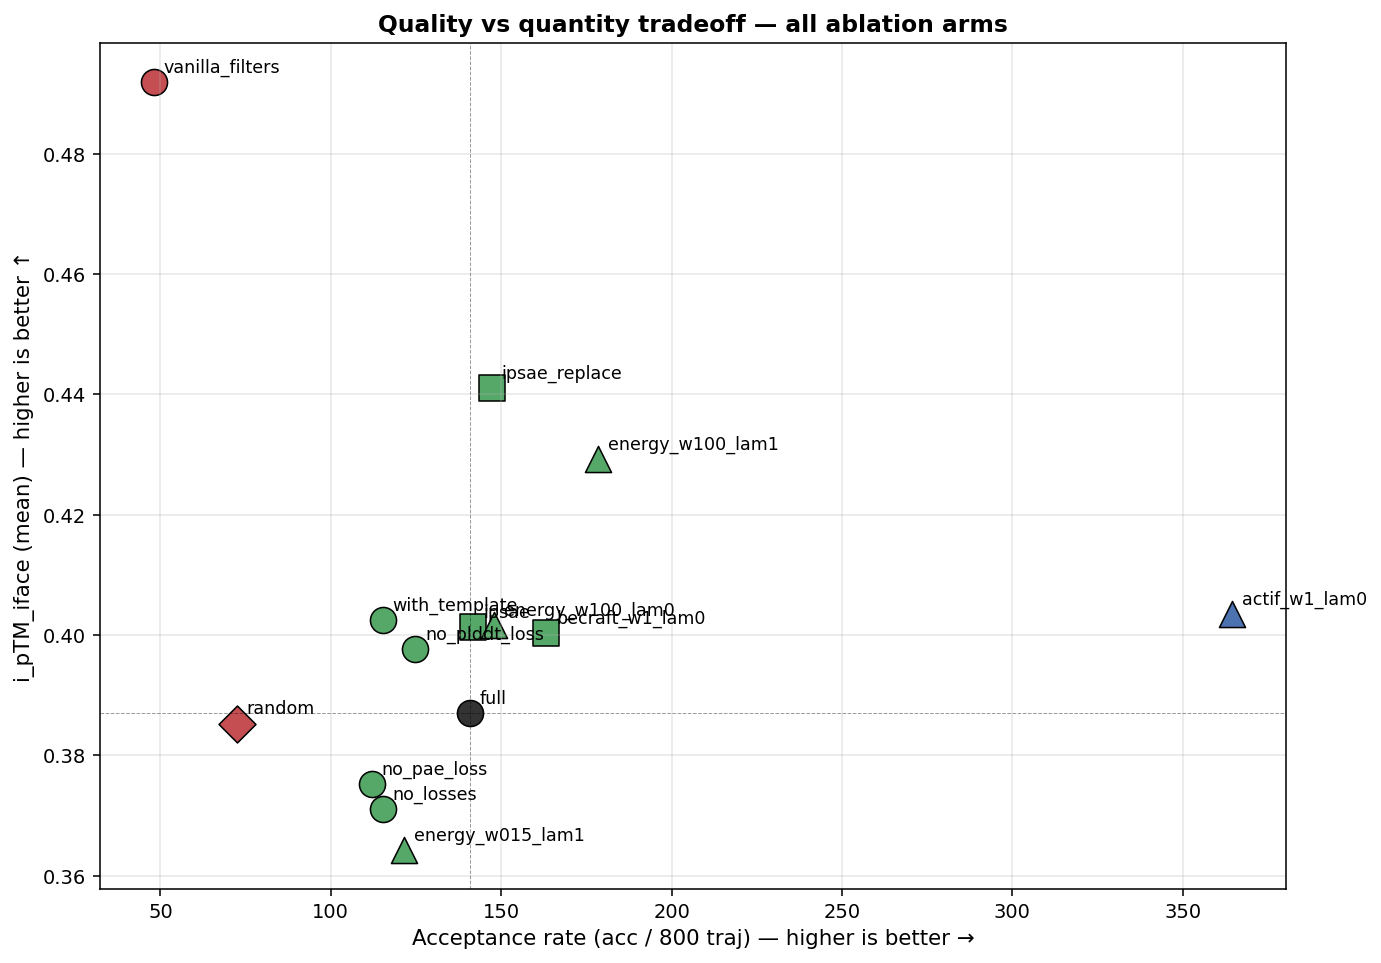 Quality vs quantity tradeoff — all ablation arms
vanilla_filters
0.48
0.46
0.44
0.42
0.40
0.38
0.36
i_pTM_iface (mean) — higher is better ↑
ipsae_replace
energy_w100_lam1
actif_w1_lam0
with_template
ipsae
energy_w100_lam0
no_plddt_loss
full
random
no_pae_loss
no_losses
energy_w015_lam1
50
100
150
200
250
300
350
Acceptance rate (acc / 800 traj) — higher is better →